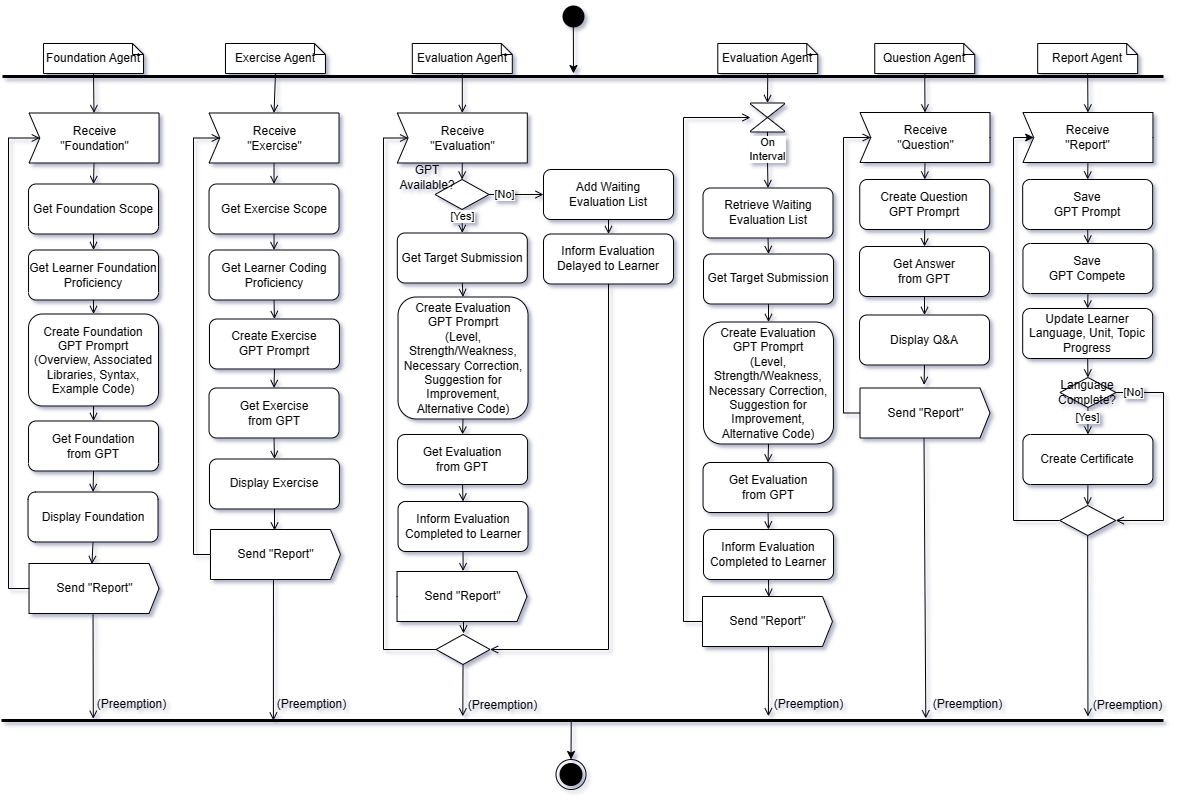 Foundation Agent
Receive
"Foundation"
Get Foundation Scope
Get Learner Foundation
Proficiency
Create Foundation
GPT Promprt
(Overview, Associated
Libraries, Syntax,
Example Code)
Get Foundation
from GPT
Display Foundation
Send "Report"
(Preemption)
Exercise Agent
Receive
"Exercise"
Get Exercise Scope
Get Learner Coding
Proficiency
Create Exercise
GPT Promprt
Get Exercise
from GPT
Display Exercise
Send "Report"
(Preemption)
Evaluation Agent
Receive
"Evaluation"
GPT
Available?
[No]
[Yes]
Add Waiting
Evaluation List
Inform Evaluation
Delayed to Learner
Get Target Submission
Create Evaluation
GPT Promprt
(Level,
Strength/Weakness,
Necessary Correction,
Suggestion for
Improvement,
Alternative Code)
Get Evaluation
from GPT
Inform Evaluation
Completed to Learner
Send "Report"
(Preemption)
Evaluation Agent
On
Interval
Retrieve Waiting
Evaluation List
Get Target Submission
Create Evaluation
GPT Promprt
(Level,
Strength/Weakness,
Necessary Correction,
Suggestion for
Improvement,
Alternative Code)
Get Evaluation
from GPT
Inform Evaluation
Completed to Learner
Send "Report"
(Preemption)
Question Agent
Receive
"Question"
Create Question
GPT Promprt
Get Answer
from GPT
Display Q&A
Send "Report"
(Preemption)
Report Agent
Receive
"Report"
Save
GPT Prompt
Save
GPT Compete
Update Learner
Language, Unit, Topic
Progress
Language
Complete?
[No]
[Yes]
Create Certificate
(Preemption)